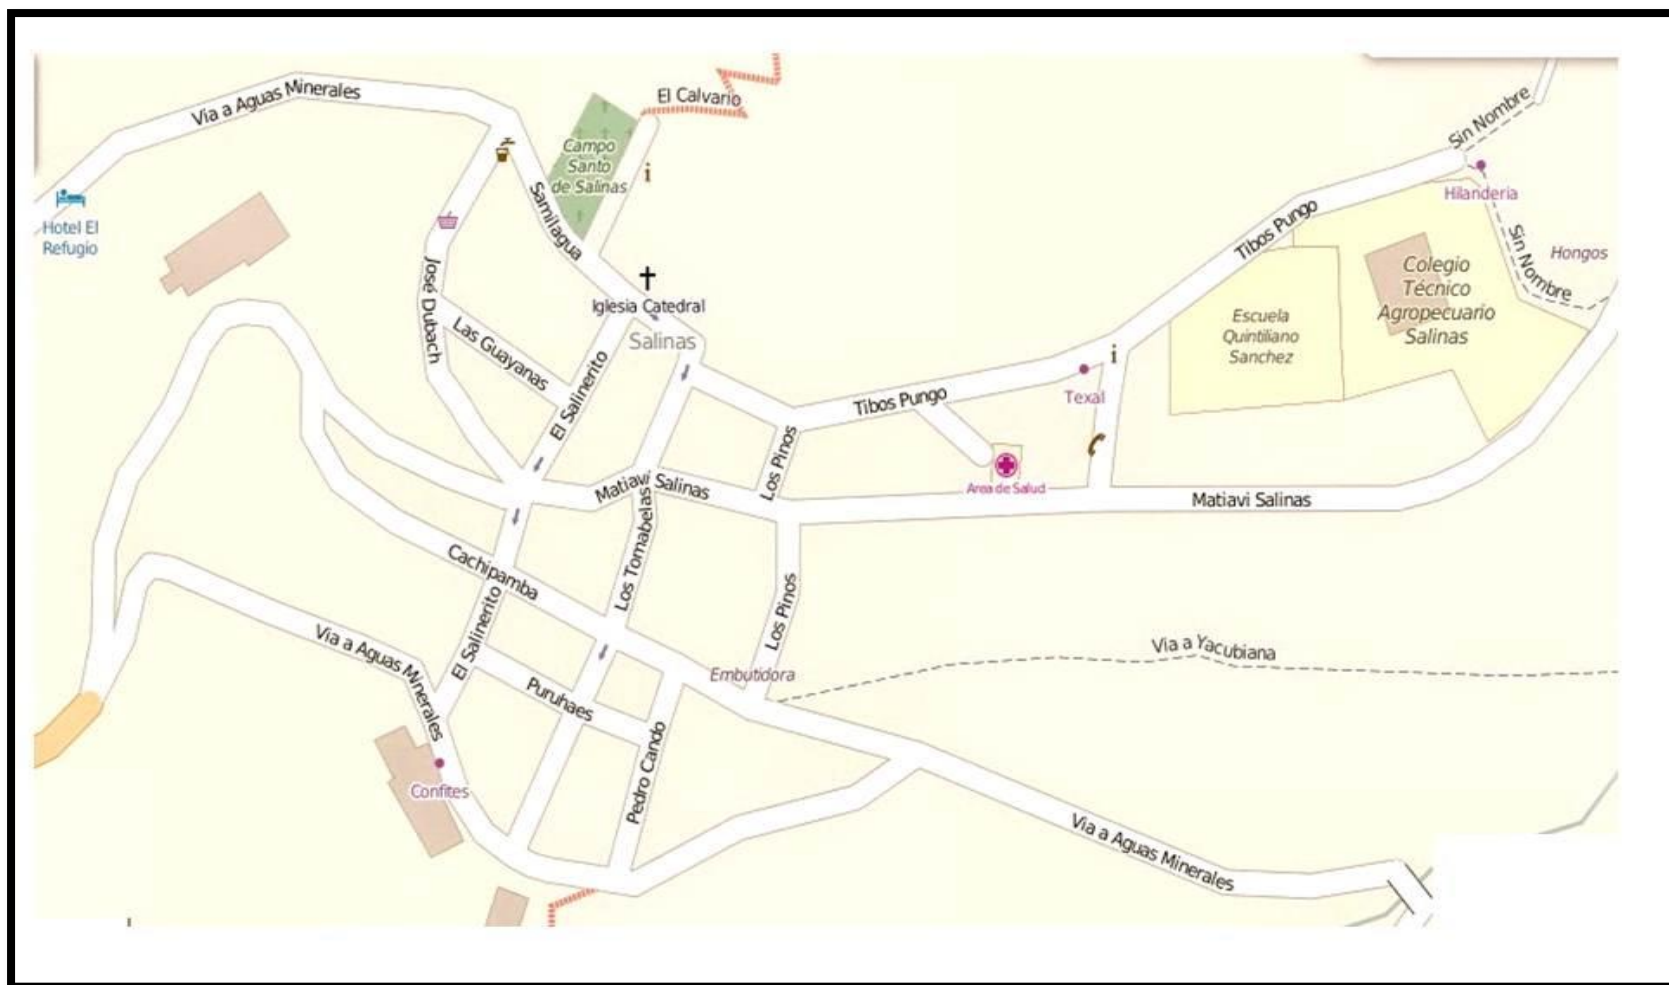 El Calvario
Via a Aguas Minerales
Sin Nombre
Campo
Santo
de Salinas
Hilanderia
Samilagua
Hotel El
Refugio
Tibos Pungo
Sin Nombre
Hongos
José Dubach
Iglesia Catedral
Salinas
Colegio
Técnico
Agropecuario
Salinas
Escuela
Quintiliano
Sanchez
Las Guayanas
El Salinerito
Tibos Pungo
Texal
Los Pinos
Matiavi Salinas
Area de Salud
Matiavi Salinas
Los Tomabelas
Cachipamba
Los Pinos
El Salinerito
Via a Aguas Minerales
Via a Yacubiana
Embutidora
Puruhaes
Pedro Cando
Confites
Via a Aguas Minerales